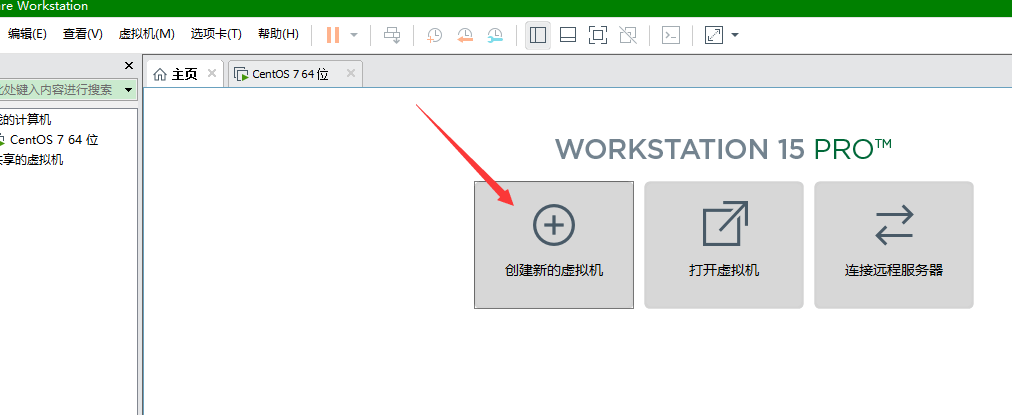 re Workstation
编辑(E) 查看(V) 虚拟机(M) 选项卡(T) 帮助(H)
主页 CentOS 7 64 位
此处键入内容进行搜索
我的计算机
CentOS 7 64 位
共享的虚拟机
WORKSTATION 15 PRO™
创建新的虚拟机 打开虚拟机 连接远程服务器